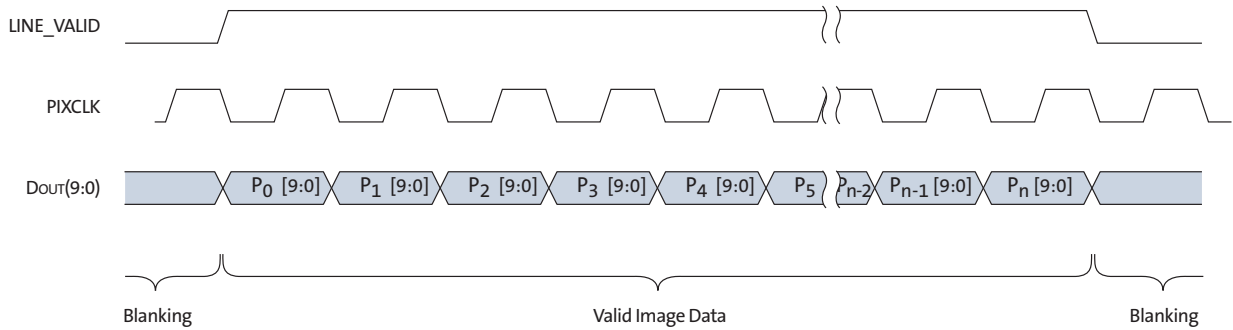 LINE_VALID
PIXCLK
DOUT(9:0)
P0 [9:0] P1 [9:0] P2 [9:0] P3 [9:0] P4 [9:0] P5 Pn-2 Pn-1 [9:0] Pn [9:0]
Blanking Valid Image Data Blanking